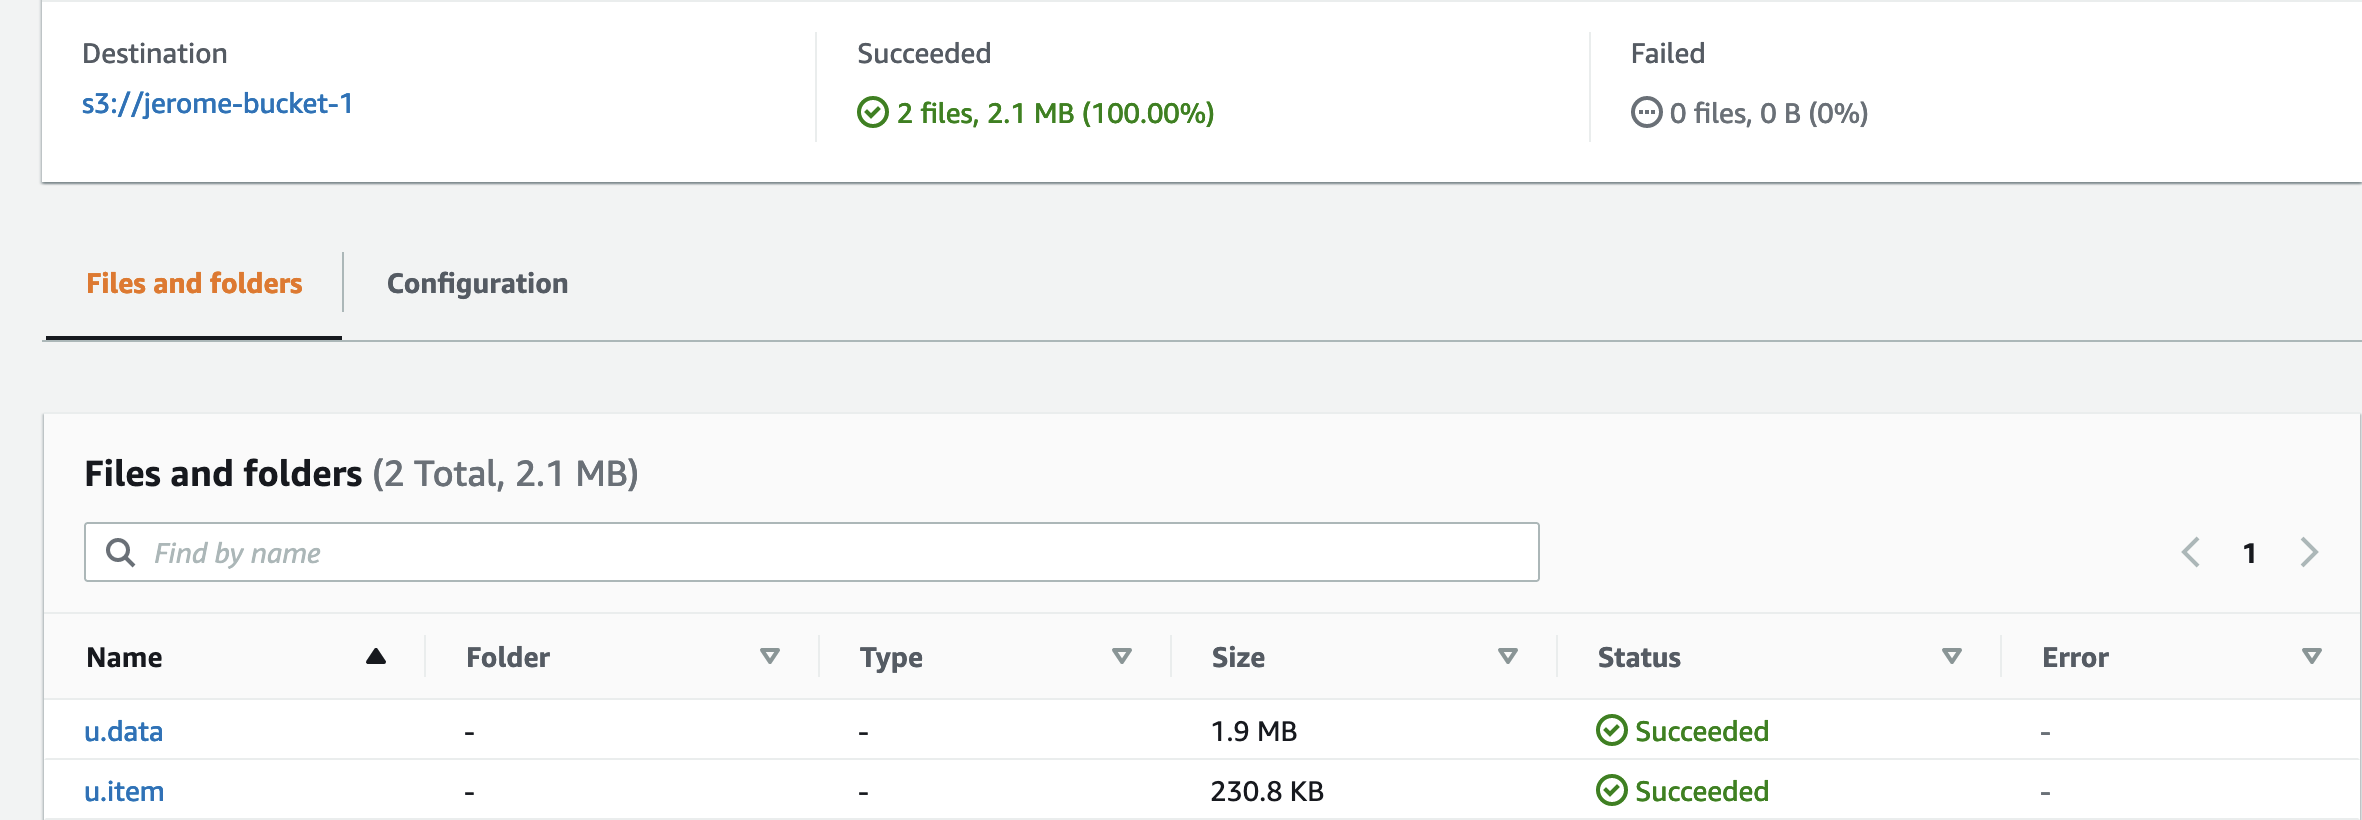 Destination
s3://jerome-bucket-1
Succeeded
2 files, 2.1 MB (100.00%)
Failed
0 files, 0 B (0%)
Files and folders
Configuration
Files and folders (2 Total, 2.1 MB)
Find by name
1
Name Folder Type Size Status Error
u.data - - 1.9 MB Succeeded -
u.item - - 230.8 KB Succeeded -